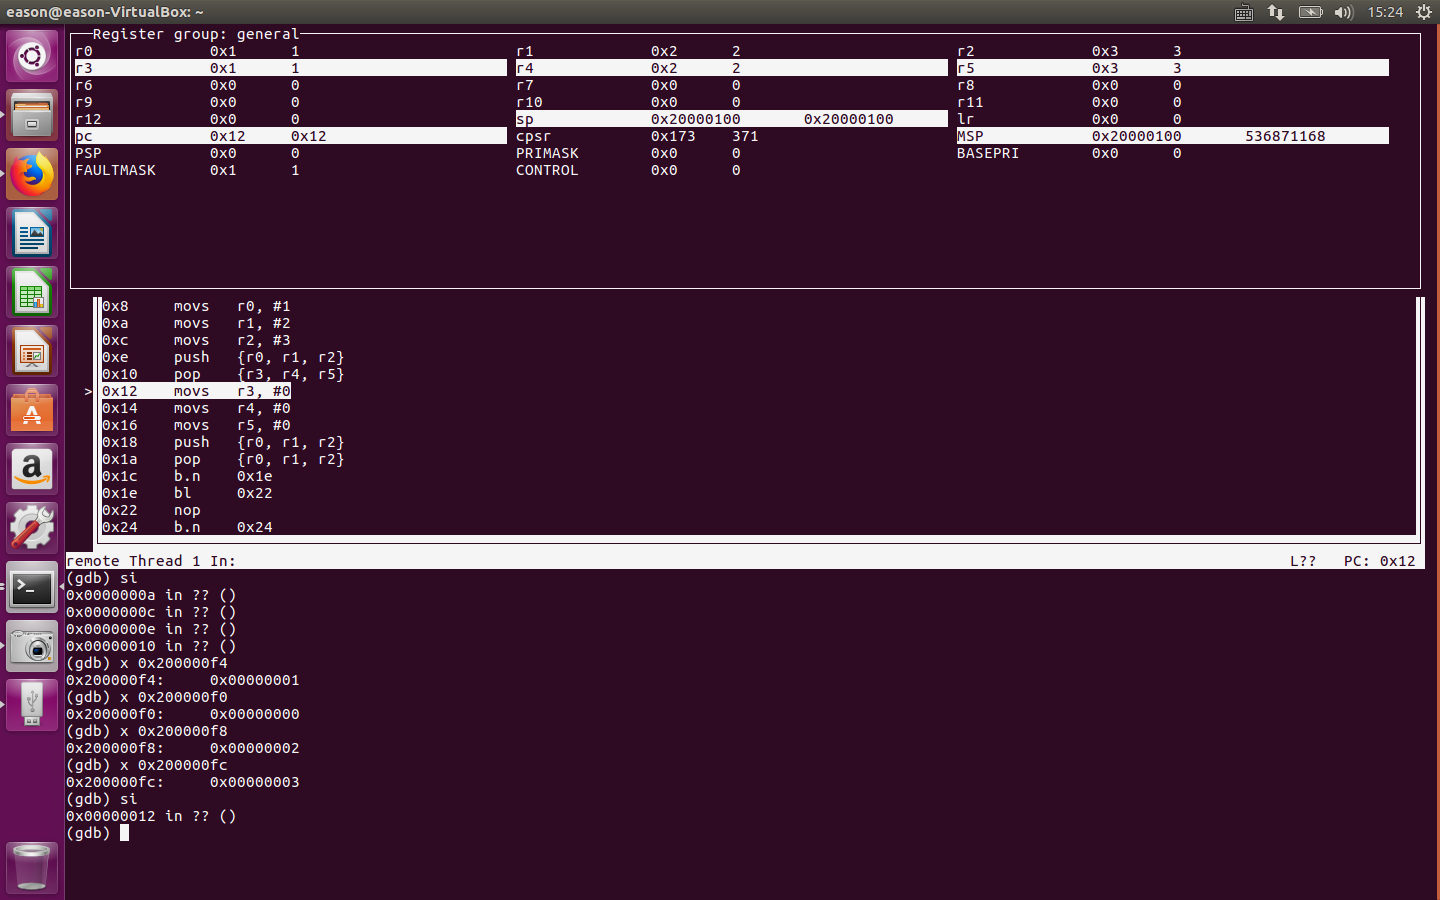 eason@eason-VirtualBox: ~ 15:24
Register group: general
r0 0x1 1 r1 0x2 2 r2 0x3 3
r3 0x1 1 r4 0x2 2 r5 0x3 3
r6 0x0 0 r7 0x0 0 r8 0x0 0
r9 0x0 0 r10 0x0 0 r11 0x0 0
r12 0x0 0 sp 0x20000100 0x20000100 lr 0x0 0
pc 0x12 0x12 cpsr 0x173 371 MSP 0x20000100 536871168
PSP 0x0 0 PRIMASK 0x0 0 BASEPRI 0x0 0
FAULTMASK 0x1 1 CONTROL 0x0 0
0x8 movs r0, #1
0xa movs r1, #2
0xc movs r2, #3
0xe push {r0, r1, r2}
0x10 pop {r3, r4, r5}
> 0x12 movs r3, #0
0x14 movs r4, #0
0x16 movs r5, #0
0x18 push {r0, r1, r2}
0x1a pop {r0, r1, r2}
0x1c b.n 0x1e
0x1e bl 0x22
0x22 nop
0x24 b.n 0x24
remote Thread 1 In: L?? PC: 0x12
(gdb) si
0x0000000a in ?? ()
0x0000000c in ?? ()
0x0000000e in ?? ()
0x00000010 in ?? ()
(gdb) x 0x200000f4
0x200000f4: 0x00000001
(gdb) x 0x200000f0
0x200000f0: 0x00000000
(gdb) x 0x200000f8
0x200000f8: 0x00000002
(gdb) x 0x200000fc
0x200000fc: 0x00000003
(gdb) si
0x00000012 in ?? ()
(gdb)